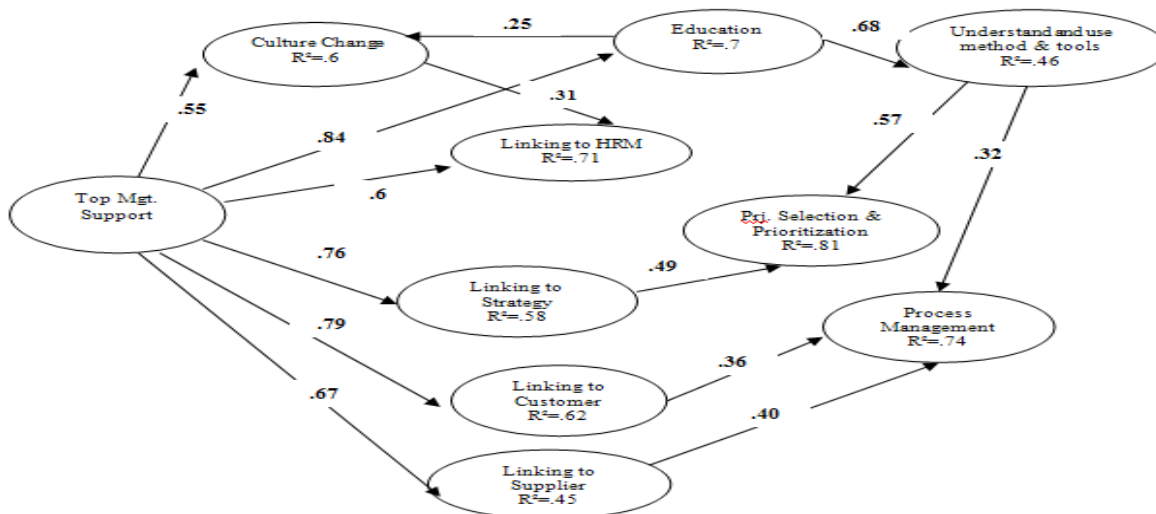 .25
Culture Change
R²=.6
Education
R²=.7
.68
Understand and use
method & tools
R²=.46
.55
.31
.84
Linking to HRM
R²=.71
.57
.32
.6
Top Mgt.
Support
Prj. Selection &
Prioritization
R²=.81
.76
.49
Linking to
Strategy
R²=.58
Process
Management
R²=.74
.79
.36
.67
Linking to
Customer
R²=.62
.40
Linking to
Supplier
R²=.45